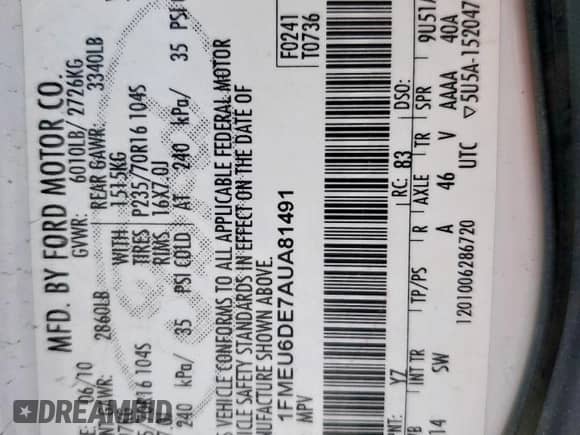 MFD. BY FORD MOTOR CO.
06/10 GVWR: 6010LB/ 2726KG
GAWR: 2860LB REAR GAWR: 3340LB
WITH 1515KG
16 104S TIRES P235/70R16 104S
RIMS 16X7.0J
240 kPa/ 35 PSI COLD AT 240 kPa/ 35 PSI
VEHICLE CONFORMS TO ALL APPLICABLE FEDERAL MOTOR
VEHICLE SAFETY STANDARDS IN EFFECT ON THE DATE OF
MANUFACTURE SHOWN ABOVE.
1FMEU6DE7AUA81491
MPV
F0241
T0736
YZ RC: 83 DSO:
INT TR TP/PS R AXLE TR SPR 9U51A
14 SW A 46 V AAAA 40A
1201006286720 UTC ▽5U5A-152047
DREAMBID